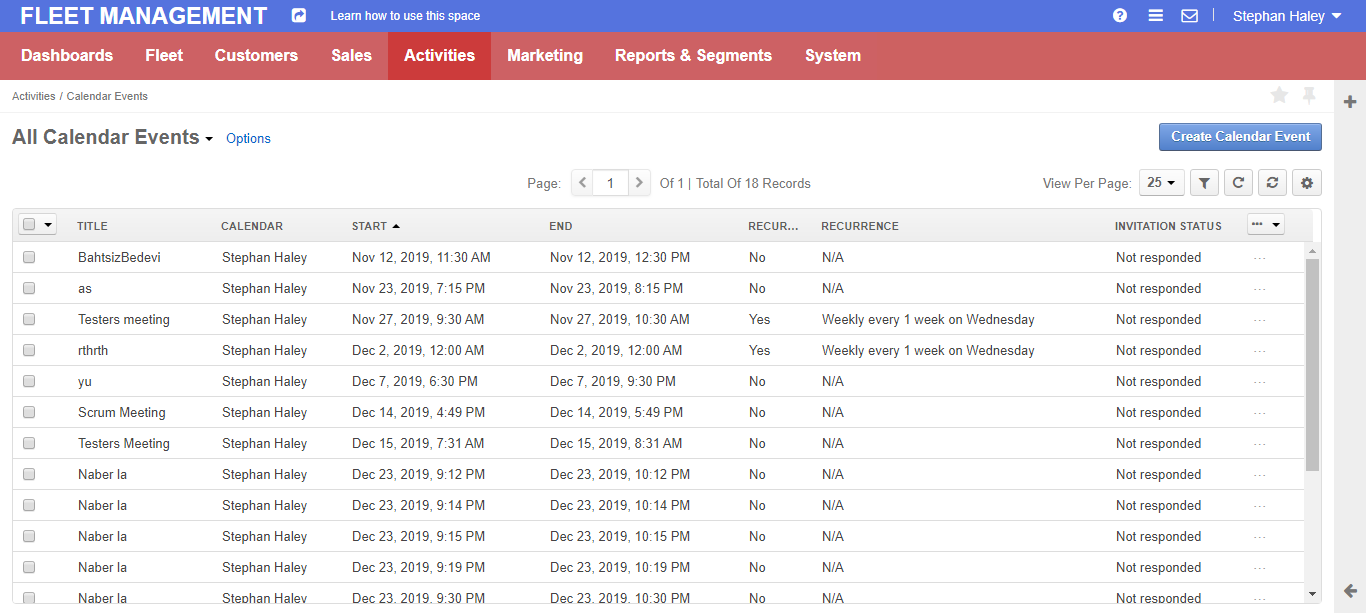 FLEET MANAGEMENT Learn how to use this space Stephan Haley
Dashboards Fleet Customers Sales Activities Marketing Reports & Segments System
Activities / Calendar Events
All Calendar Events Options Create Calendar Event
Page: 1 Of 1 | Total Of 18 Records View Per Page: 25
TITLE CALENDAR START END RECUR... RECURRENCE INVITATION STATUS
BahtsizBedevi Stephan Haley Nov 12, 2019, 11:30 AM Nov 12, 2019, 12:30 PM No N/A Not responded ...
as Stephan Haley Nov 23, 2019, 7:15 PM Nov 23, 2019, 8:15 PM No N/A Not responded ...
Testers meeting Stephan Haley Nov 27, 2019, 9:30 AM Nov 27, 2019, 10:30 AM Yes Weekly every 1 week on Wednesday Not responded ...
rthrth Stephan Haley Dec 2, 2019, 12:00 AM Dec 2, 2019, 12:00 AM Yes Weekly every 1 week on Wednesday Not responded ...
yu Stephan Haley Dec 7, 2019, 6:30 PM Dec 7, 2019, 9:30 PM No N/A Not responded ...
Scrum Meeting Stephan Haley Dec 14, 2019, 4:49 PM Dec 14, 2019, 5:49 PM No N/A Not responded ...
Testers Meeting Stephan Haley Dec 15, 2019, 7:31 AM Dec 15, 2019, 8:31 AM No N/A Not responded ...
Naber la Stephan Haley Dec 23, 2019, 9:12 PM Dec 23, 2019, 10:12 PM No N/A Not responded ...
Naber la Stephan Haley Dec 23, 2019, 9:14 PM Dec 23, 2019, 10:14 PM No N/A Not responded ...
Naber la Stephan Haley Dec 23, 2019, 9:15 PM Dec 23, 2019, 10:15 PM No N/A Not responded ...
Naber la Stephan Haley Dec 23, 2019, 9:19 PM Dec 23, 2019, 10:19 PM No N/A Not responded ...
Naber la Stephan Haley Dec 23, 2019, 9:30 PM Dec 23, 2019, 10:30 PM No N/A Not responded ...